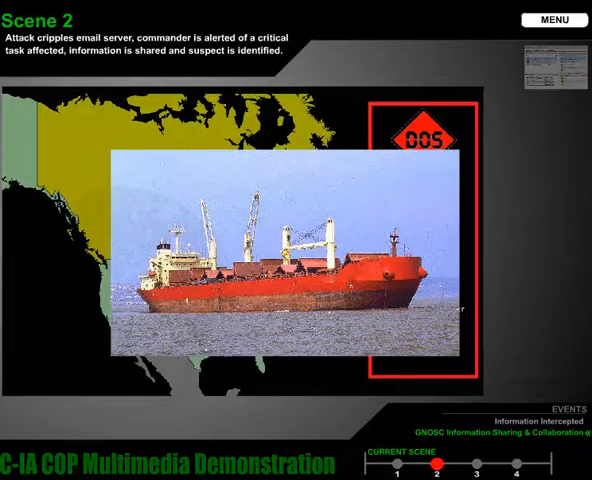 Scene 2
MENU
Attack cripples email server, commander is alerted of a critical
task affected, information is shared and suspect is identified.
DOS
EVENTS
Information Intercepted
GNOSC Information Sharing & Collaboration «
CURRENT SCENE
C-IA COP Multimedia Demonstration
1 2 3 4